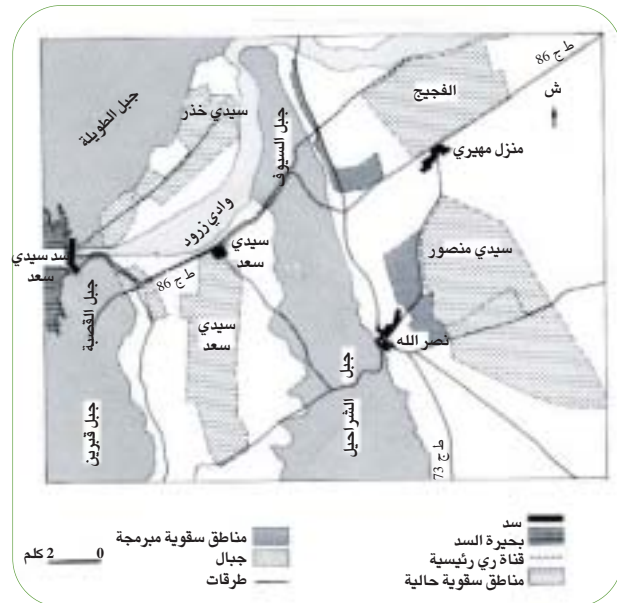 ط ج 86
الفجيج
ش
جبل الطويلة
سيدي خذر
جبل السيوف
منزل مهيري
وادي زرود
سيدي منصور
سد سيدي
سعد
سيدي
سعد
ط ج 86
جبل القصبة
سيدي
سعد
نصر الله
جبل الشراحيل
جبل قبرين
ط ج 73
سد
بحيرة السد
قناة ري رئيسية
مناطق سقوية حالية
مناطق سقوية مبرمجة
جبال
طرقات
0 2 كلم